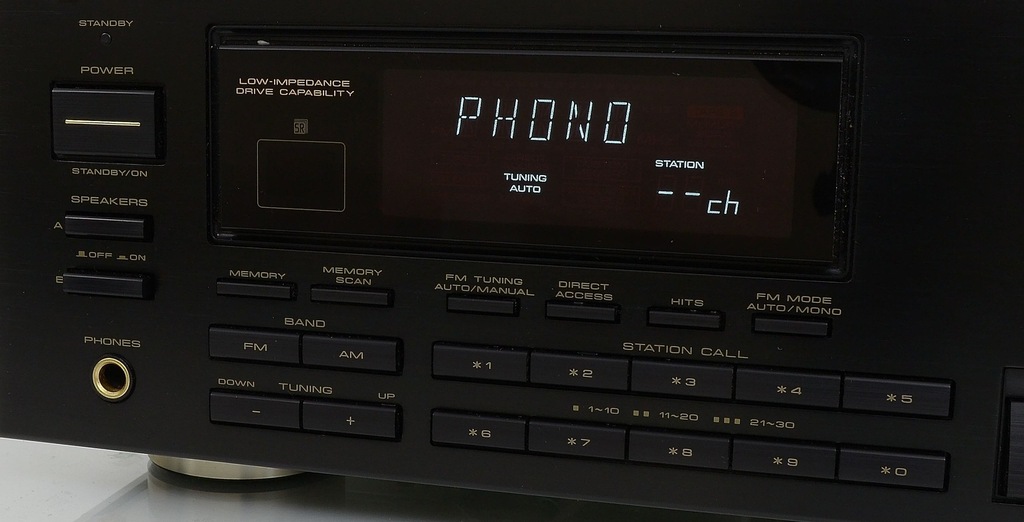 STANDBY
POWER
STANDBY/ON
SPEAKERS
A
OFF ON
B
PHONES
LOW-IMPEDANCE
DRIVE CAPABILITY
SR
PHONO
TUNING
AUTO
STATION
--ch
MEMORY
MEMORY
SCAN
FM TUNING
AUTO/MANUAL
DIRECT
ACCESS
HITS
FM MODE
AUTO/MONO
BAND
FM
AM
DOWN
TUNING
UP
-
+
STATION CALL
*1
*2
*3
*4
*5
1~10
11~20
21~30
*6
*7
*8
*9
*0